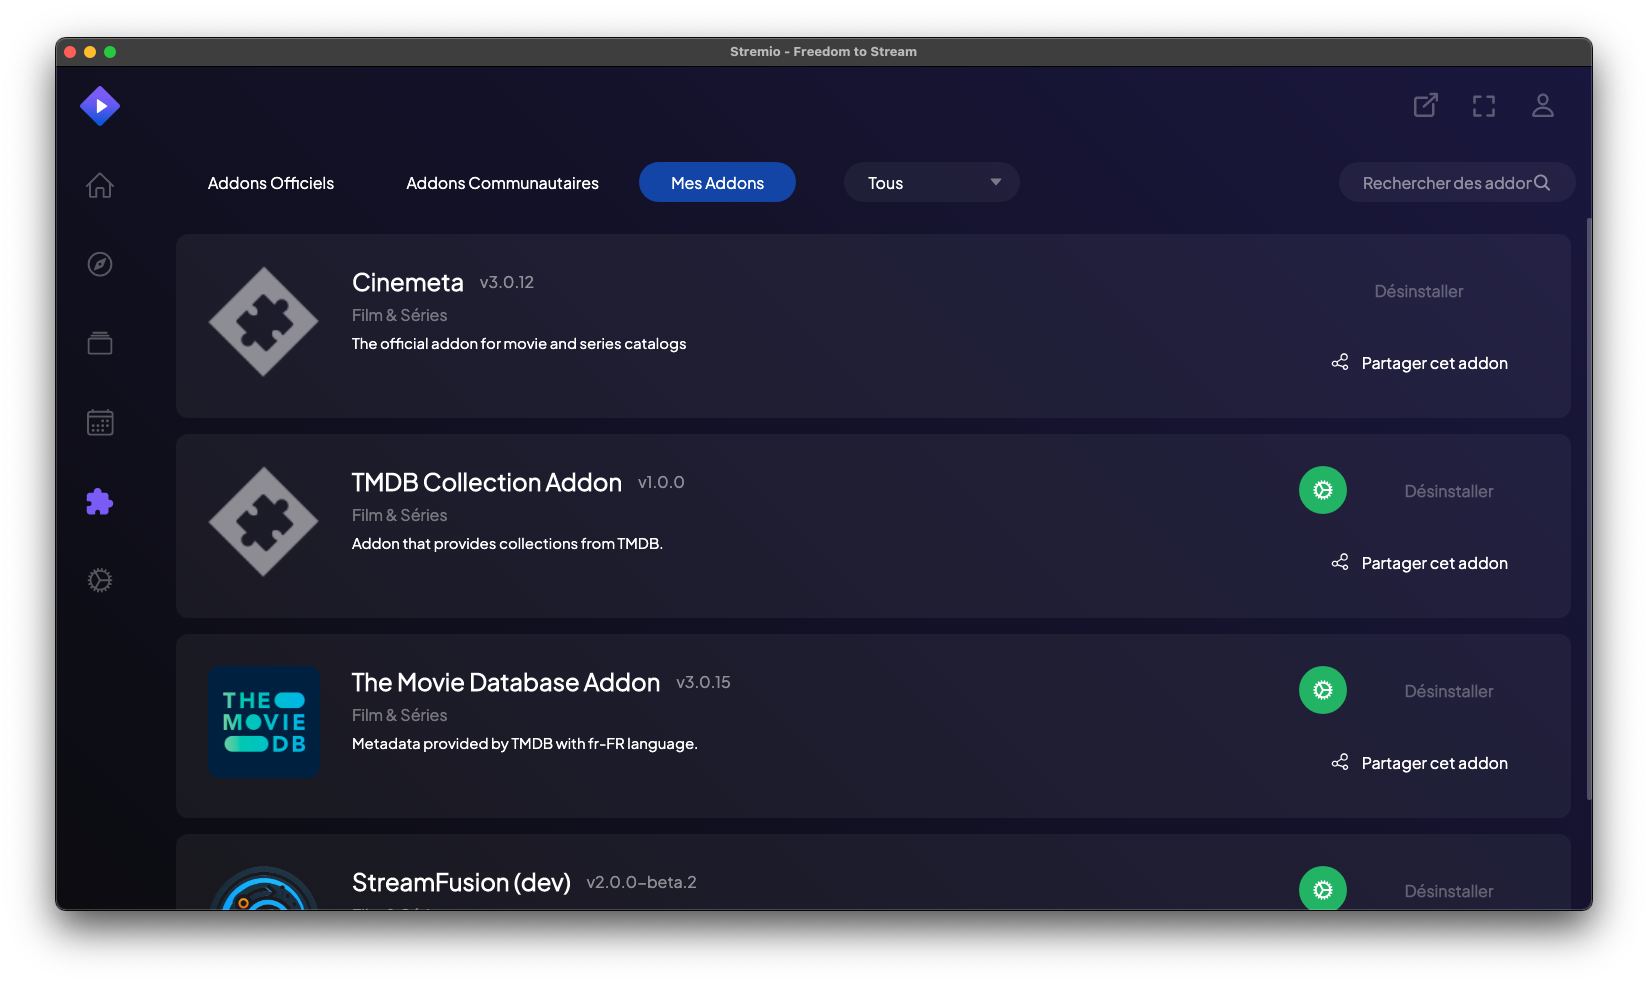 Stremio - Freedom to Stream
Addons Officiels
Addons Communautaires
Mes Addons
Tous
Rechercher des addor
Cinemeta v3.0.12
Film & Séries
The official addon for movie and series catalogs
Désinstaller
Partager cet addon
TMDB Collection Addon v1.0.0
Film & Séries
Addon that provides collections from TMDB.
Désinstaller
Partager cet addon
THE
MOVIE
DB
The Movie Database Addon v3.0.15
Film & Séries
Metadata provided by TMDB with fr-FR language.
Désinstaller
Partager cet addon
StreamFusion (dev) v2.0.0-beta.2
Désinstaller